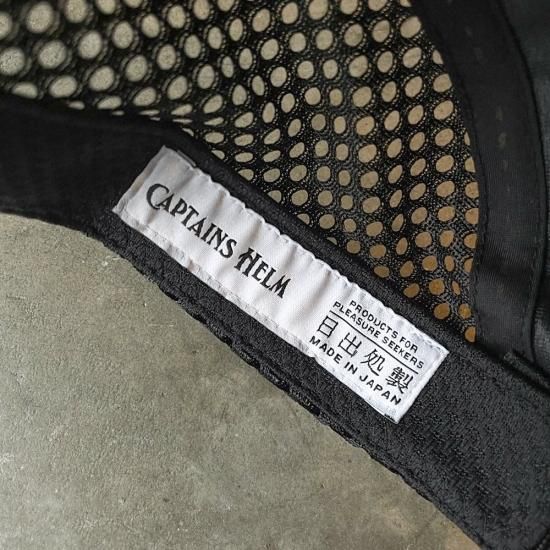 CAPTAINS HELM
PRODUCTS FOR
PLEASURE SEEKERS
日出処製
MADE IN JAPAN